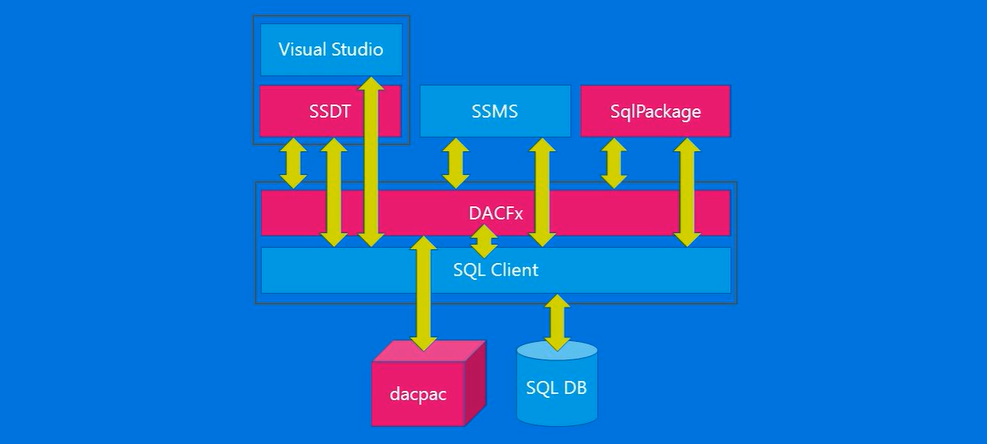 Visual Studio
SSDT
SSMS
SqlPackage
DACFx
SQL Client
dacpac
SQL DB